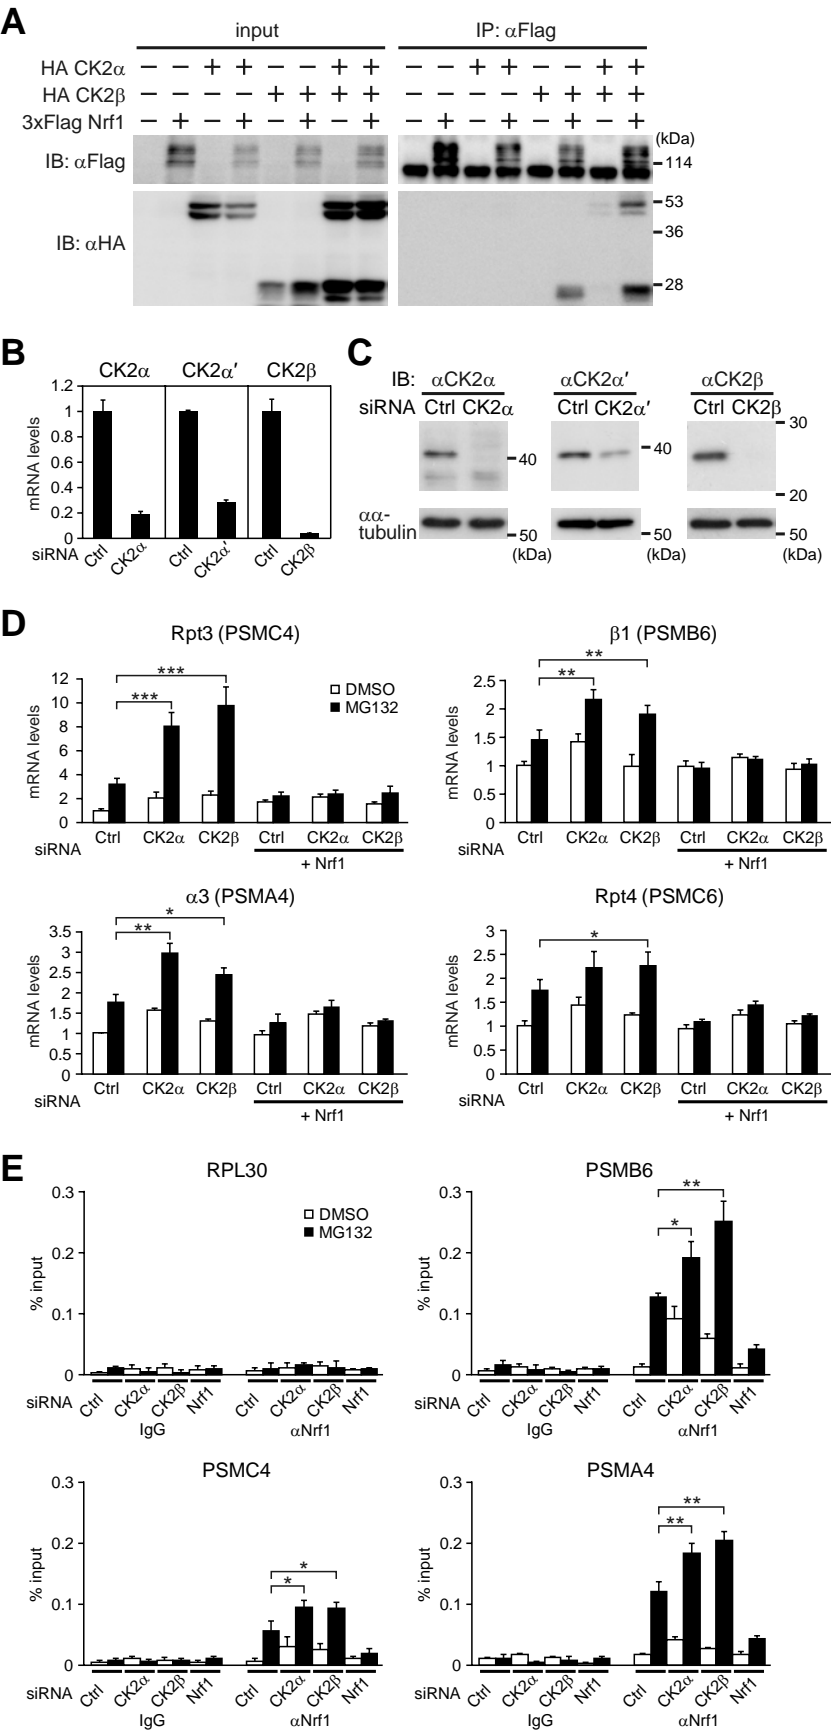 A
input IP: αFlag
HA CK2α − − + + − − + + − − + + − − + +
HA CK2β − − − − + + + + − − − − + + + +
3xFlag Nrf1 − + − + − + − + − + − + − + − +
(kDa)
IB: αFlag
114
IB: αHA
53
36
28
B
CK2α CK2α′ CK2β
mRNA levels
1.2
1
0.8
0.6
0.4
0.2
0
siRNA Ctrl CK2α Ctrl CK2α′ Ctrl CK2β
C
IB: αCK2α αCK2α′ αCK2β
siRNA Ctrl CK2α Ctrl CK2α′ Ctrl CK2β
40
40
30
20
αα-
tubulin
50
50
50
(kDa) (kDa) (kDa)
D
Rpt3 (PSMC4)
mRNA levels
12
10
8
6
4
2
0
***
***
DMSO
MG132
Ctrl CK2α CK2β Ctrl CK2α CK2β
siRNA
+ Nrf1
β1 (PSMB6)
mRNA levels
2.5
2
1.5
1
0.5
0
**
**
Ctrl CK2α CK2β Ctrl CK2α CK2β
siRNA
+ Nrf1
α3 (PSMA4)
mRNA levels
3.5
3
2.5
2
1.5
1
0.5
0
*
**
Ctrl CK2α CK2β Ctrl CK2α CK2β
siRNA
+ Nrf1
Rpt4 (PSMC6)
mRNA levels
3
2.5
2
1.5
1
0.5
0
*
Ctrl CK2α CK2β Ctrl CK2α CK2β
siRNA
+ Nrf1
E
RPL30
% input
0.3
0.2
0.1
0
DMSO
MG132
siRNA Ctrl CK2α CK2β Nrf1 Ctrl CK2α CK2β Nrf1
IgG αNrf1
PSMB6
% input
0.3
0.2
0.1
0
**
*
siRNA Ctrl CK2α CK2β Nrf1 Ctrl CK2α CK2β Nrf1
IgG αNrf1
PSMC4
% input
0.3
0.2
0.1
0
*
*
siRNA Ctrl CK2α CK2β Nrf1 Ctrl CK2α CK2β Nrf1
IgG αNrf1
PSMA4
% input
0.3
0.2
0.1
0
**
**
siRNA Ctrl CK2α CK2β Nrf1 Ctrl CK2α CK2β Nrf1
IgG αNrf1